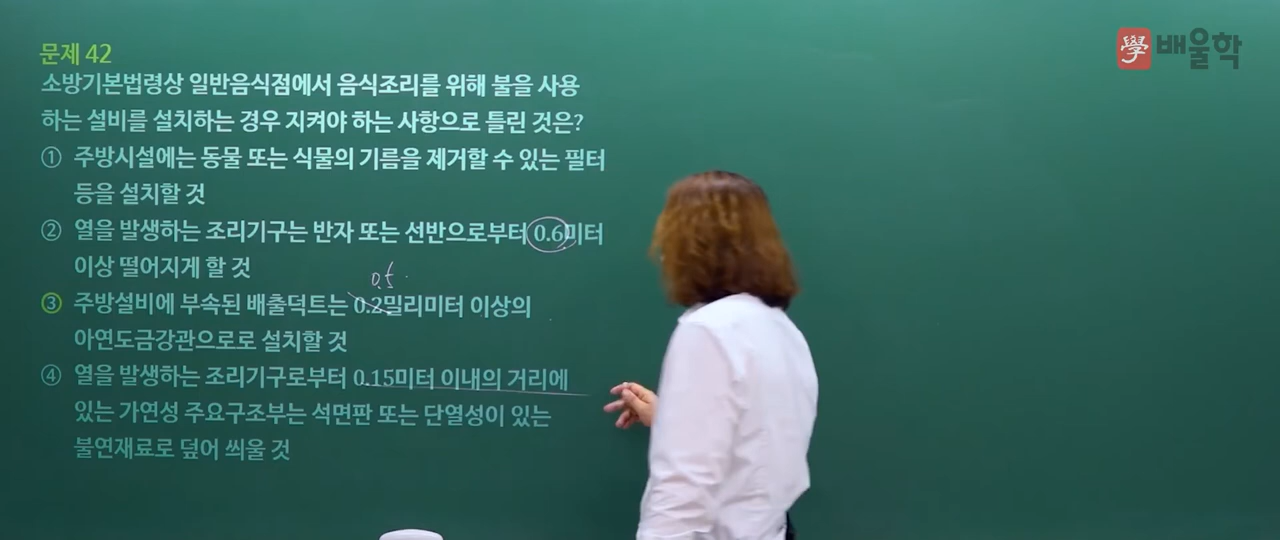 學 배울학
문제 42
소방기본법령상 일반음식점에서 음식조리를 위해 불을 사용
하는 설비를 설치하는 경우 지켜야 하는 사항으로 틀린 것은?
① 주방시설에는 동물 또는 식물의 기름을 제거할 수 있는 필터
등을 설치할 것
② 열을 발생하는 조리기구는 반자 또는 선반으로부터 0.6미터
이상 떨어지게 할 것
0.5
③ 주방설비에 부속된 배출덕트는 0.2밀리미터 이상의
아연도금강관으로로 설치할 것
④ 열을 발생하는 조리기구로부터 0.15미터 이내의 거리에
있는 가연성 주요구조부는 석면판 또는 단열성이 있는
불연재료로 덮어 씌울 것